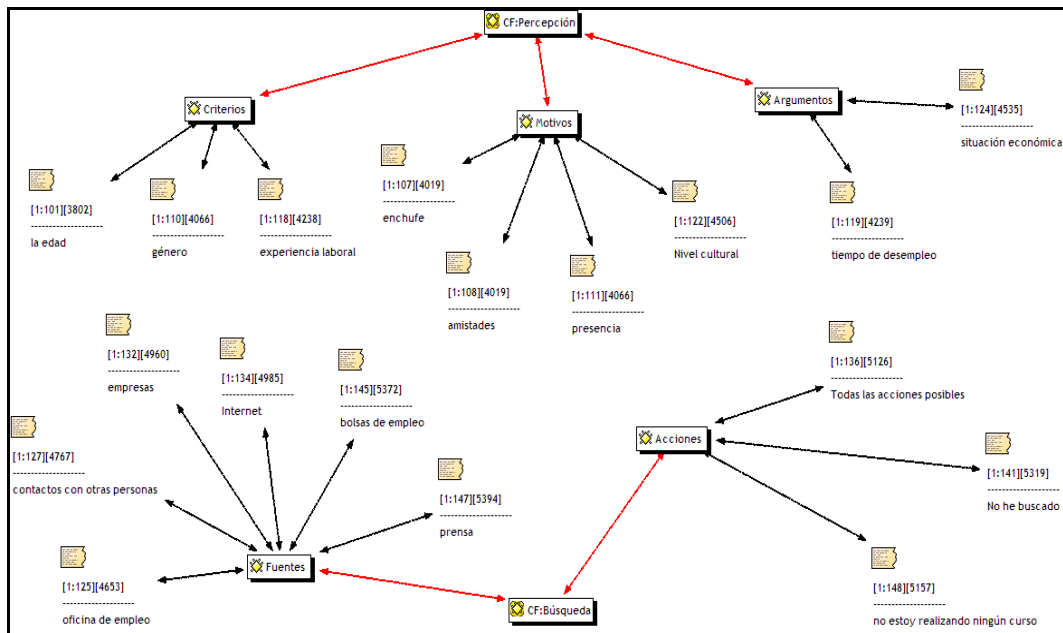 CF:Percepción
Criterios
Motivos
Argumentos
[1:124][4535]
--------------------
situación económica
[1:101][3802]
--------------------
la edad
[1:110][4066]
--------------------
género
[1:118][4238]
--------------------
experiencia laboral
[1:107][4019]
--------------------
enchufe
[1:122][4506]
--------------------
Nivel cultural
[1:119][4239]
--------------------
tiempo de desempleo
[1:108][4019]
--------------------
amistades
[1:111][4066]
--------------------
presencia
[1:132][4960]
--------------------
empresas
[1:134][4985]
--------------------
Internet
[1:145][5372]
--------------------
bolsas de empleo
[1:136][5126]
--------------------
Todas las acciones posibles
Acciones
[1:127][4767]
--------------------
contactos con otras personas
[1:141][5319]
--------------------
No he buscado
[1:147][5394]
--------------------
prensa
Fuentes
[1:125][4653]
--------------------
oficina de empleo
CF:Búsqueda
[1:148][5157]
--------------------
no estoy realizando ningún curso